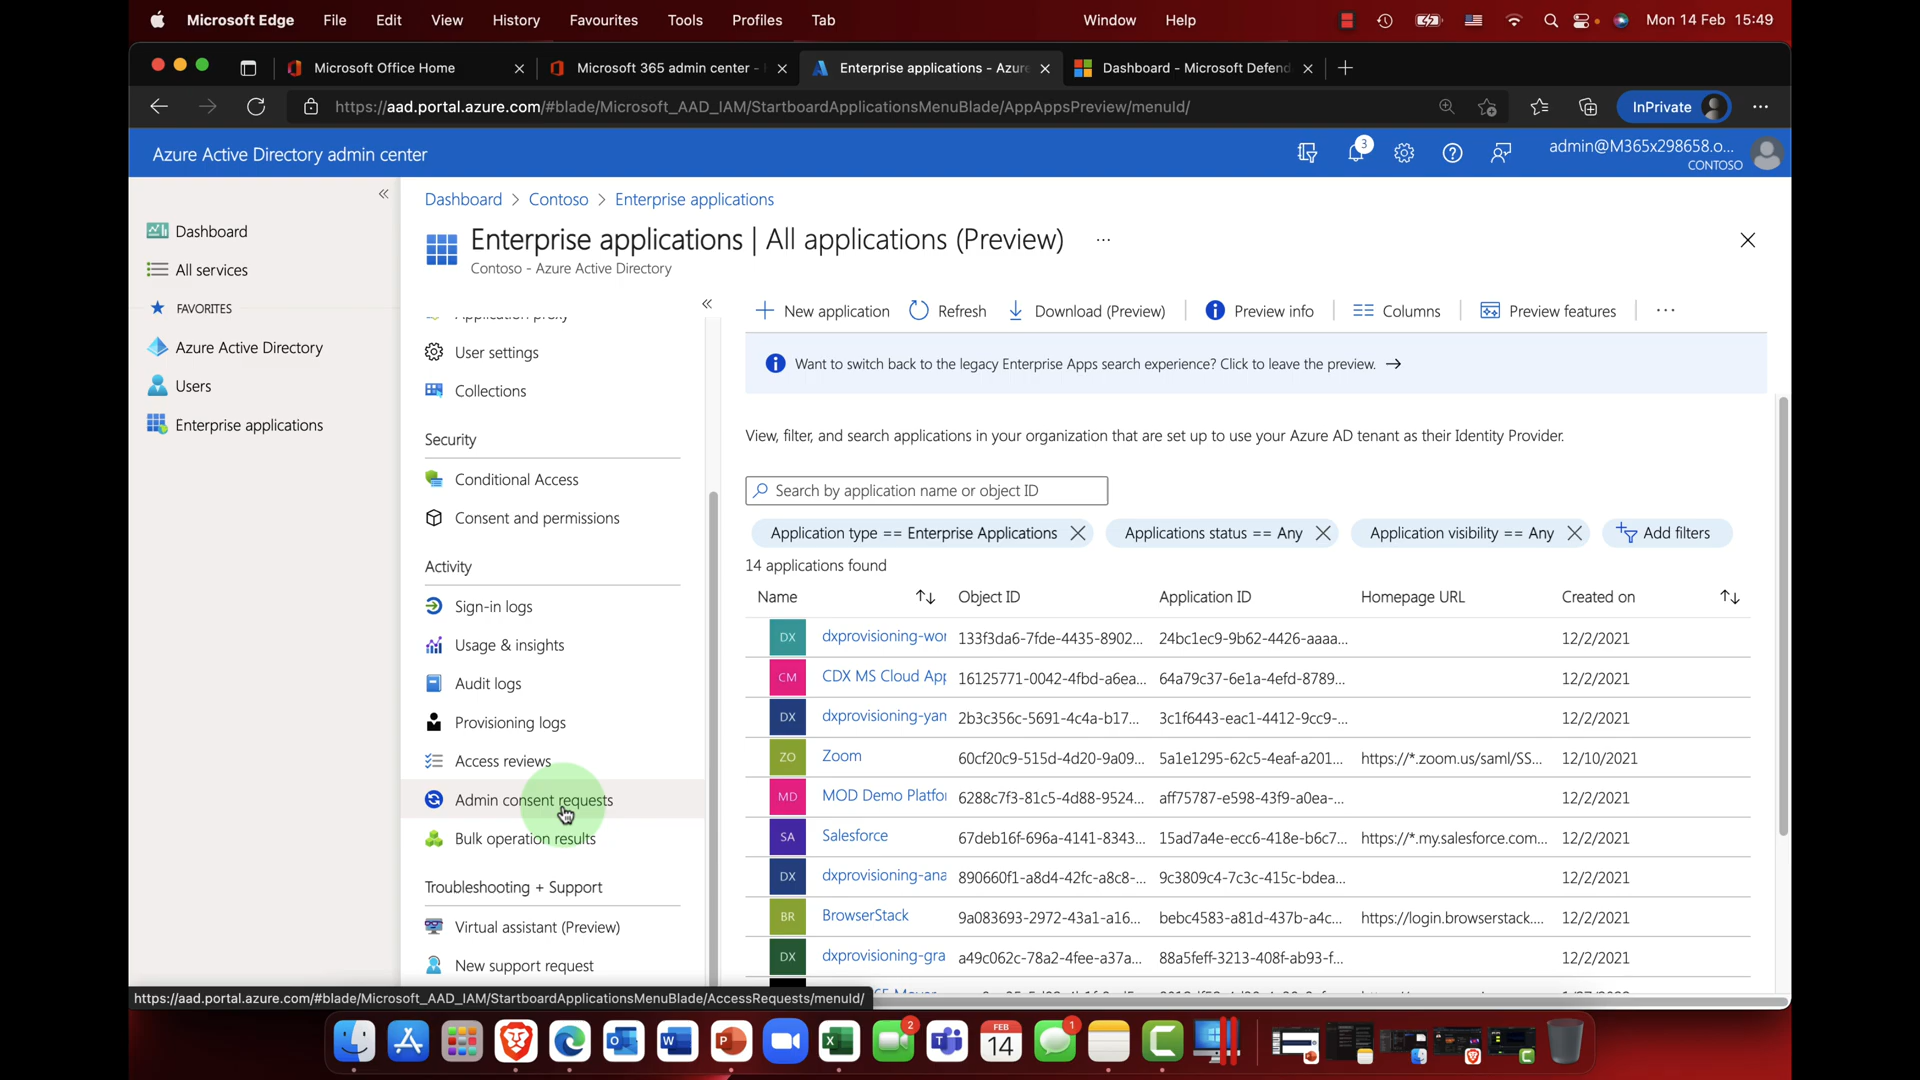 Microsoft Edge File Edit View History Favourites Tools Profiles Tab Window Help Mon 14 Feb 15:49
Microsoft Office Home Microsoft 365 admin center - Enterprise applications - Azure Dashboard - Microsoft Defend
https://aad.portal.azure.com/#blade/Microsoft_AAD_IAM/StartboardApplicationsMenuBlade/AppAppsPreview/menuId/ InPrivate
Azure Active Directory admin center 3 admin@M365x298658.o...
CONTOSO
Dashboard
All services
FAVORITES
Azure Active Directory
Users
Enterprise applications
Dashboard > Contoso > Enterprise applications
Enterprise applications | All applications (Preview) ...
Contoso - Azure Active Directory
Application proxy
User settings
Collections
Security
Conditional Access
Consent and permissions
Activity
Sign-in logs
Usage & insights
Audit logs
Provisioning logs
Access reviews
Admin consent requests
Bulk operation results
Troubleshooting + Support
Virtual assistant (Preview)
New support request
New application Refresh Download (Preview) Preview info Columns Preview features ...
Want to switch back to the legacy Enterprise Apps search experience? Click to leave the preview. →
View, filter, and search applications in your organization that are set up to use your Azure AD tenant as their Identity Provider.
Search by application name or object ID
Application type == Enterprise Applications Applications status == Any Application visibility == Any Add filters
14 applications found
Name Object ID Application ID Homepage URL Created on
DX dxprovisioning-wor 133f3da6-7fde-4435-8902... 24bc1ec9-9b62-4426-aaaa... 12/2/2021
CM CDX MS Cloud App 16125771-0042-4fbd-a6ea... 64a79c37-6e1a-4efd-8789... 12/2/2021
DX dxprovisioning-yam 2b3c356c-5691-4c4a-b17... 3c1f6443-eac1-4412-9cc9-... 12/2/2021
ZO Zoom 60cf20c9-515d-4d20-9a09... 5a1e1295-62c5-4eaf-a201... https://*.zoom.us/saml/SS... 12/10/2021
MD MOD Demo Platfor 6288c7f3-81c5-4d88-9524... aff75787-e598-43f9-a0ea-... 12/2/2021
SA Salesforce 67deb16f-696a-4141-8343... 15ad7a4e-ecc6-418e-b6c7... https://*.my.salesforce.com... 12/2/2021
DX dxprovisioning-ana 890660f1-a8d4-42fc-a8c8-... 9c3809c4-7c3c-415c-bdea... 12/2/2021
BR BrowserStack 9a083693-2972-43a1-a16... bebc4583-a81d-437b-a4c... https://login.browserstack.... 12/2/2021
DX dxprovisioning-gra a49c062c-78a2-4fee-a37a... 88a5feff-3213-408f-ab93-f... 12/2/2021
https://aad.portal.azure.com/#blade/Microsoft_AAD_IAM/StartboardApplicationsMenuBlade/AccessRequests/menuId/
2 FEB 14 1